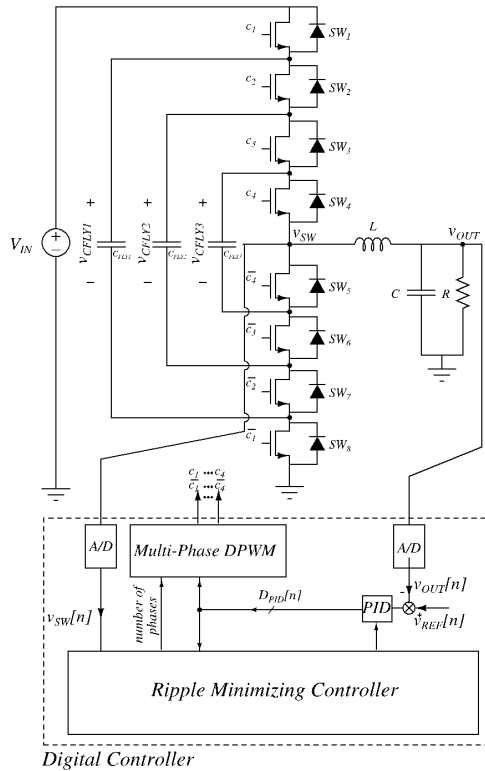 c1
SW1
c2
SW2
c3
SW3
c4
SW4
VIN
+
−
+
vCFLY1
−
CFLY1
+
vCFLY2
−
CFLY2
+
vCFLY3
−
vSW
L
vOUT
C
R
c̅4
SW5
c̅3
SW6
c̅2
SW7
c̅1
SW8
c1 ... c4
c̅1 ... c̅4
...
A/D
Multi-Phase DPWM
A/D
vSW[n]
number of
phases
DPID[n]
PID
-
+
vOUT[n]
vREF[n]
Ripple Minimizing Controller
Digital Controller